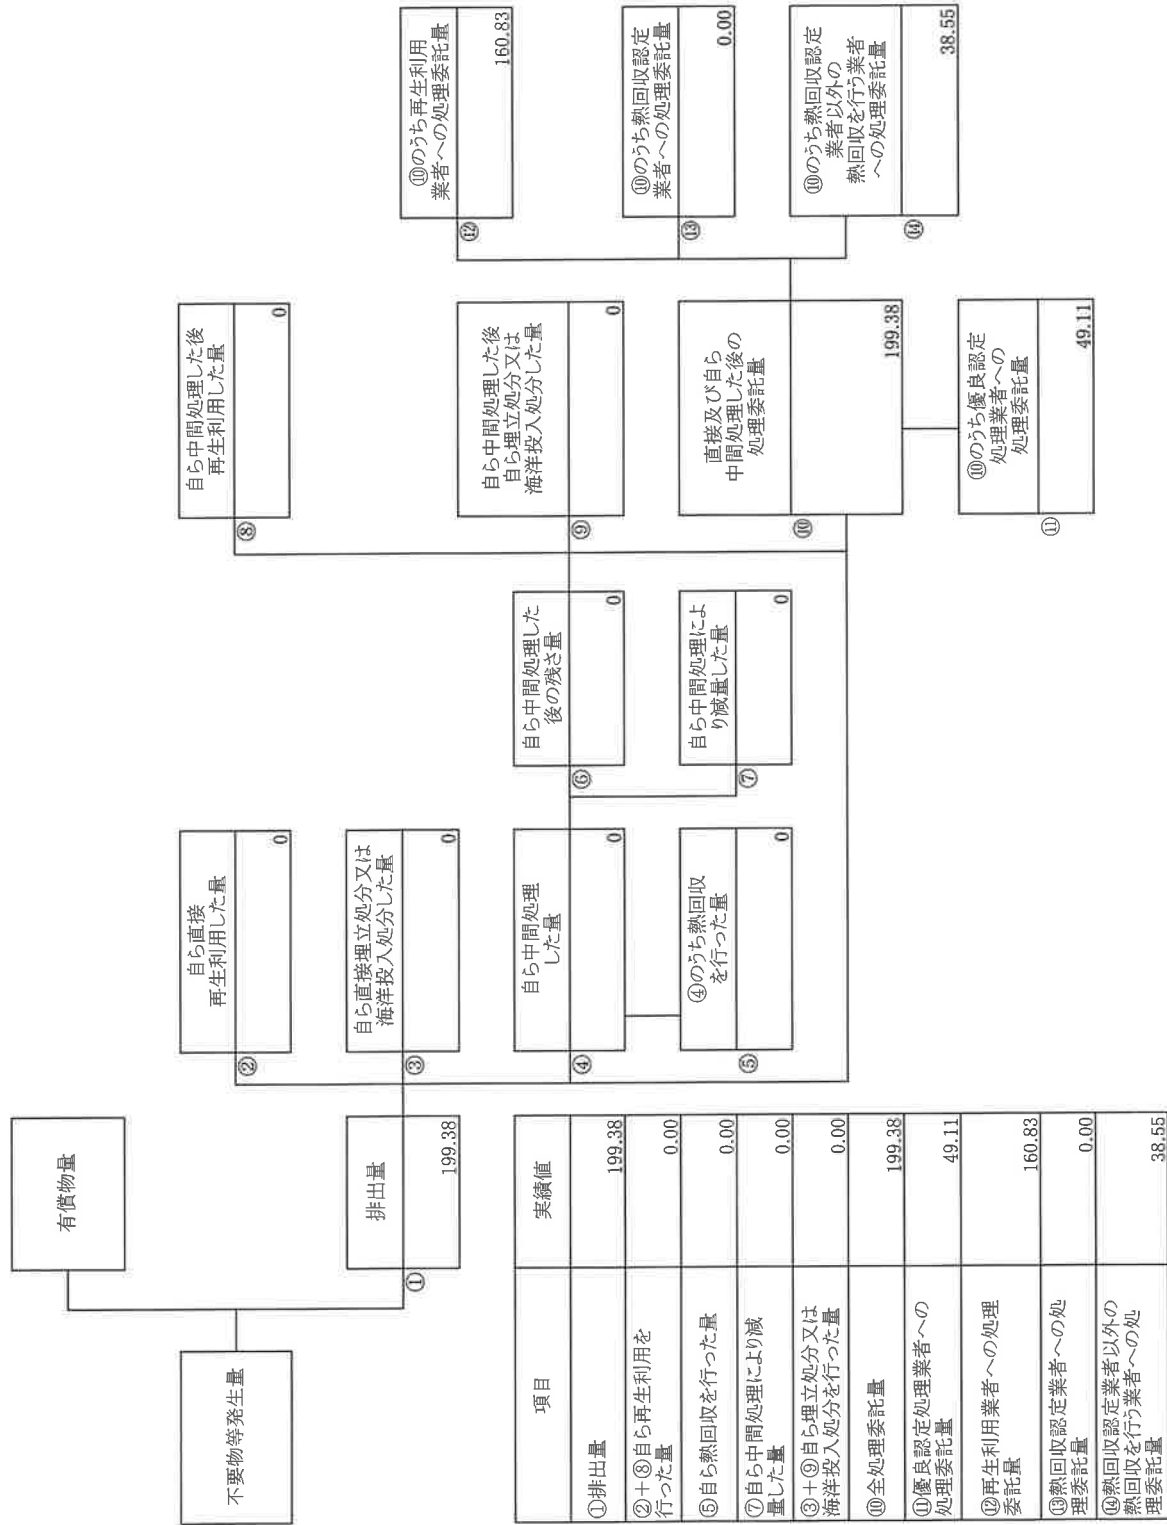 不要物等発生量
有償物量
排出量
①
199.38
自ら直接
再生利用した量
②
0
自ら直接埋立処分又は
海洋投入処分した量
③
0
自ら中間処理
した量
④
0
④のうち熱回収
を行った量
⑤
0
自ら中間処理した
後の残さ量
⑥
0
自ら中間処理によ
り減量した量
⑦
0
自ら中間処理した後
再生利用した量
⑧
0
自ら中間処理した後
自ら埋立処分又は
海洋投入処分した量
⑨
0
直接及び自ら
中間処理した後の
処理委託量
⑩
199.38
⑩のうち優良認定
処理業者への
処理委託量
⑪
49.11
⑩のうち再生利用
業者への処理委託量
⑫
160.83
⑩のうち熱回収認定
業者への処理委託量
⑬
0.00
⑩のうち熱回収認定
業者以外の
熱回収を行う業者
への処理委託量
⑭
38.55
項目
実績値
①排出量
199.38
②+⑧自ら再生利用を
行った量
0.00
⑤自ら熱回収を行った量
0.00
⑦自ら中間処理により減
量した量
0.00
③+⑨自ら埋立処分又は
海洋投入処分を行った量
0.00
⑩全処理委託量
199.38
⑪優良認定処理業者への
処理委託量
49.11
⑫再生利用業者への処理
委託量
160.83
⑬熱回収認定業者への処
理委託量
0.00
⑭熱回収認定業者以外の
熱回収を行う業者への処
理委託量
38.55